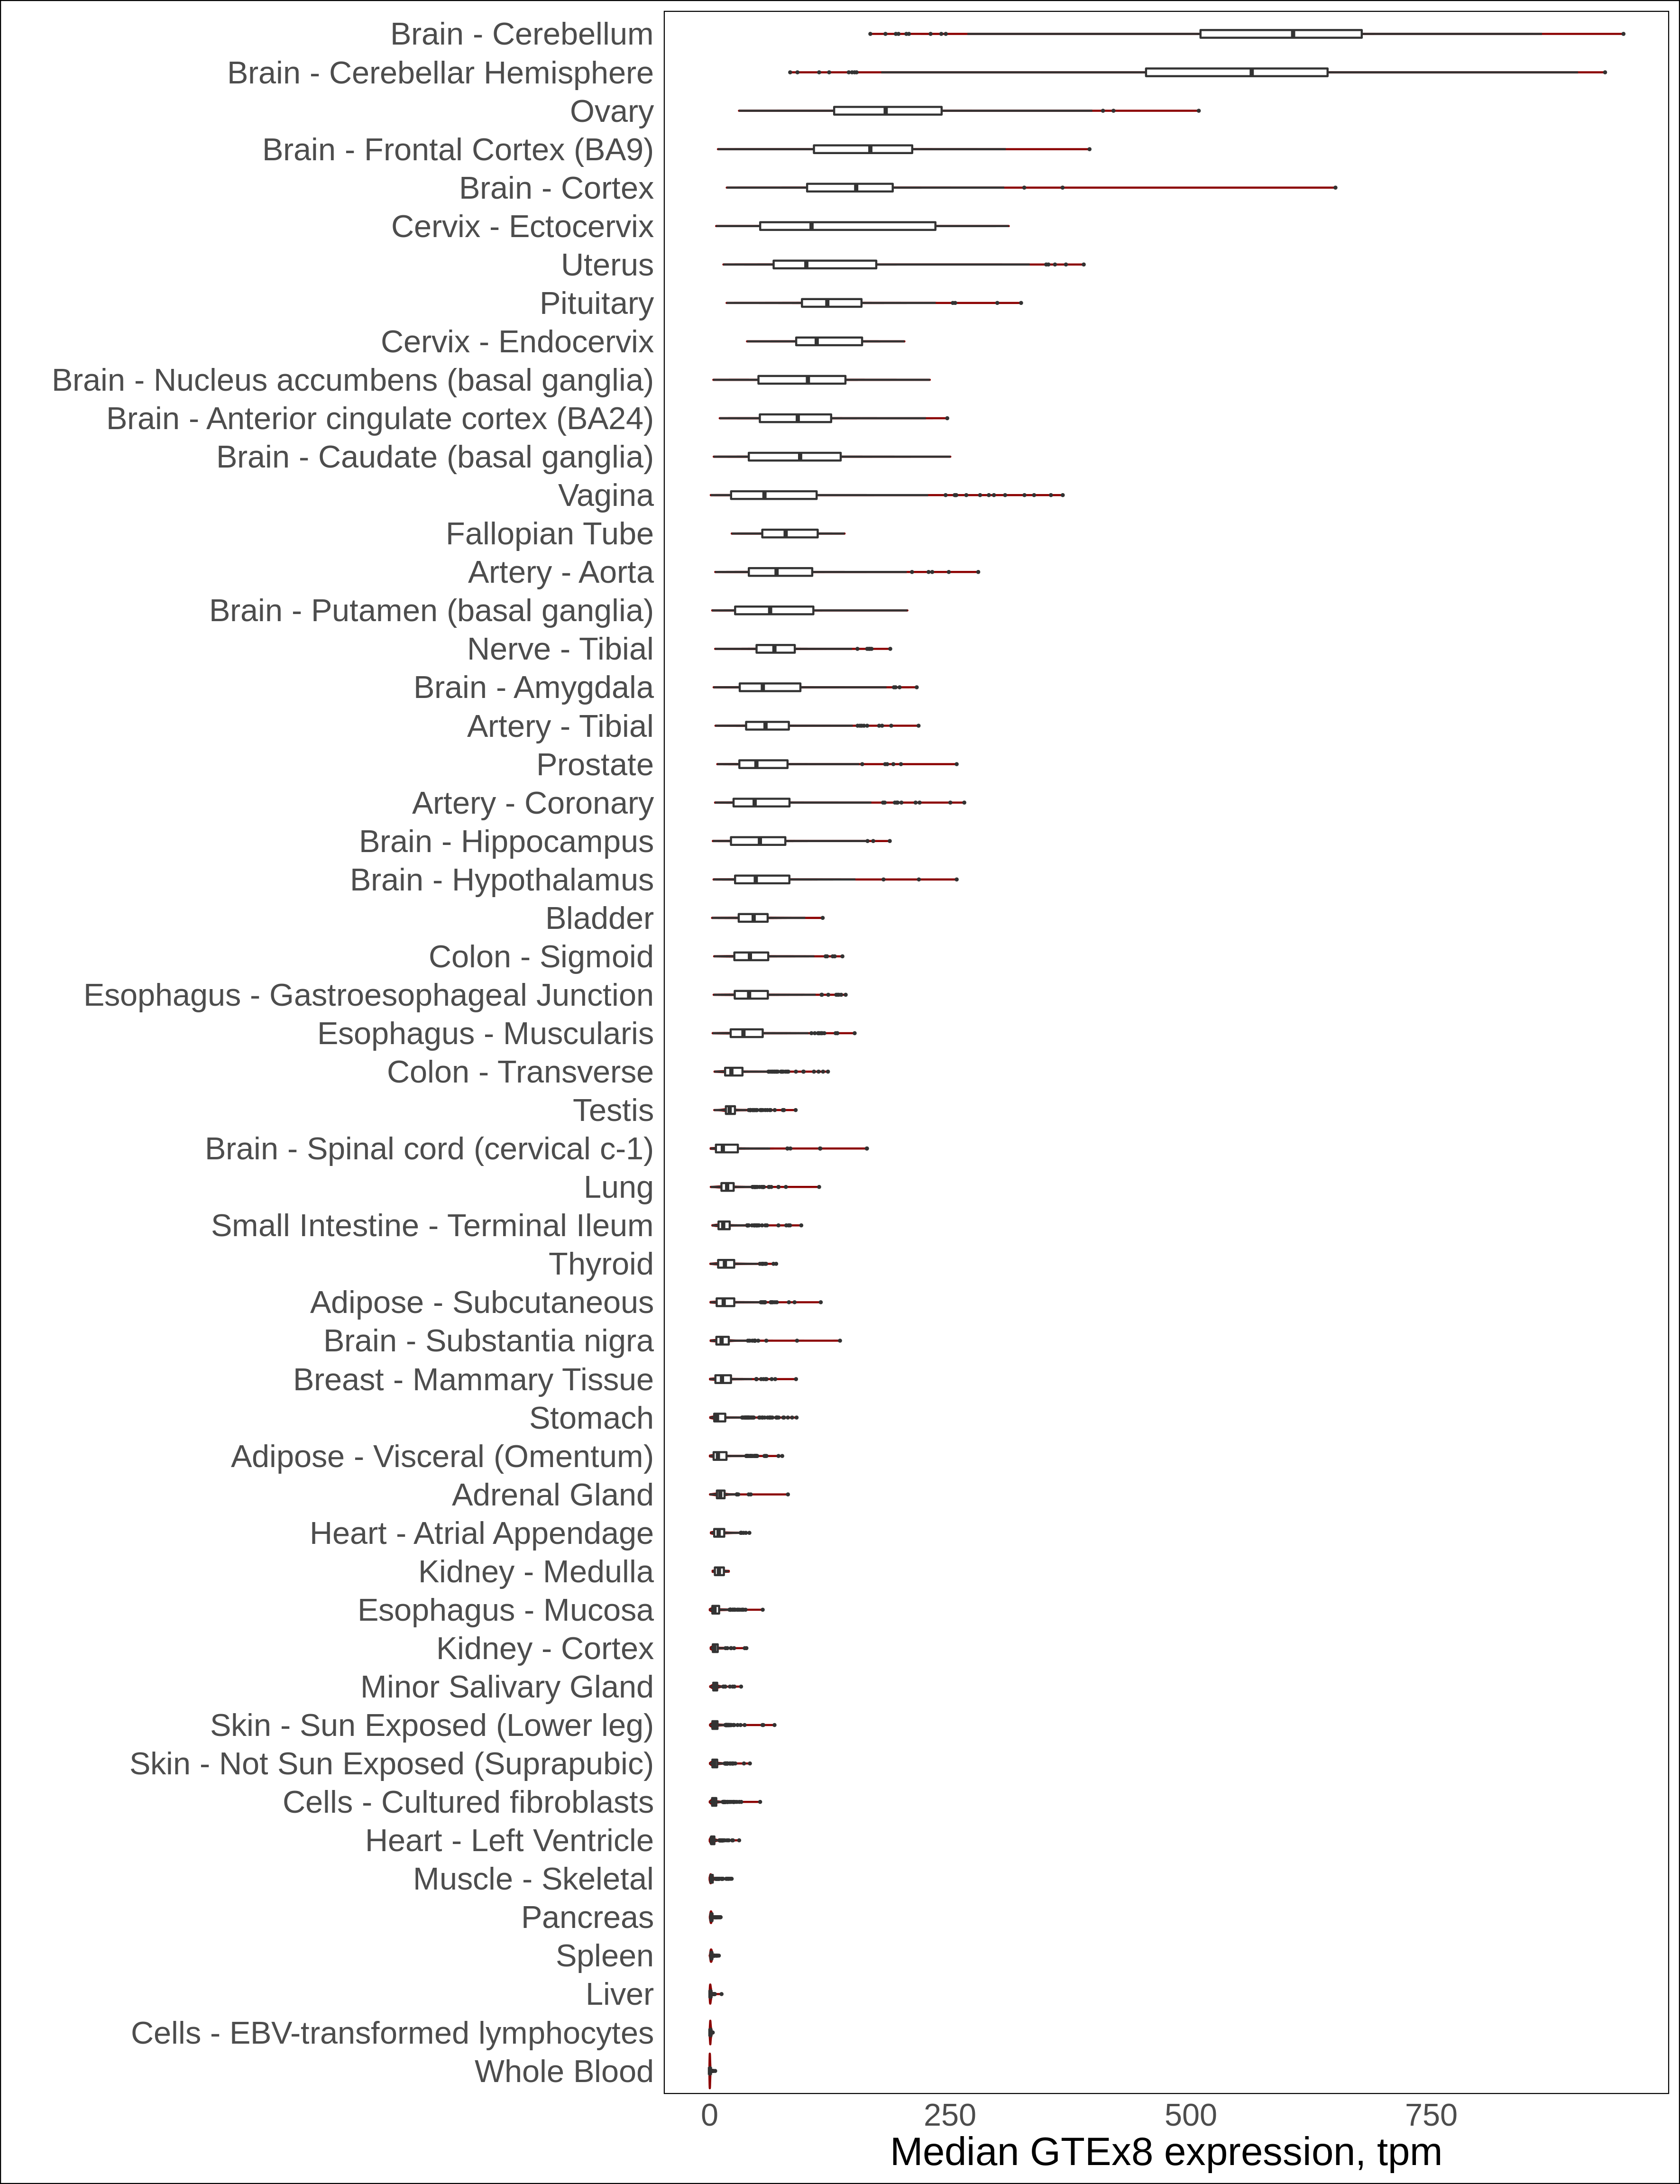 Brain - Cerebellum
Brain - Cerebellar Hemisphere
Ovary
Brain - Frontal Cortex (BA9)
Brain - Cortex
Cervix - Ectocervix
Uterus
Pituitary
Cervix - Endocervix
Brain - Nucleus accumbens (basal ganglia)
Brain - Anterior cingulate cortex (BA24)
Brain - Caudate (basal ganglia)
Vagina
Fallopian Tube
Artery - Aorta
Brain - Putamen (basal ganglia)
Nerve - Tibial
Brain - Amygdala
Artery - Tibial
Prostate
Artery - Coronary
Brain - Hippocampus
Brain - Hypothalamus
Bladder
Colon - Sigmoid
Esophagus - Gastroesophageal Junction
Esophagus - Muscularis
Colon - Transverse
Testis
Brain - Spinal cord (cervical c-1)
Lung
Small Intestine - Terminal Ileum
Thyroid
Adipose - Subcutaneous
Brain - Substantia nigra
Breast - Mammary Tissue
Stomach
Adipose - Visceral (Omentum)
Adrenal Gland
Heart - Atrial Appendage
Kidney - Medulla
Esophagus - Mucosa
Kidney - Cortex
Minor Salivary Gland
Skin - Sun Exposed (Lower leg)
Skin - Not Sun Exposed (Suprapubic)
Cells - Cultured fibroblasts
Heart - Left Ventricle
Muscle - Skeletal
Pancreas
Spleen
Liver
Cells - EBV-transformed lymphocytes
Whole Blood
0 250 500 750
Median GTEx8 expression, tpm